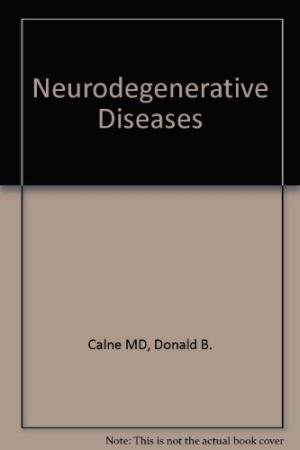 Neurodegenerative
Diseases
Calne MD, Donald B.
Note: This is not the actual book cover